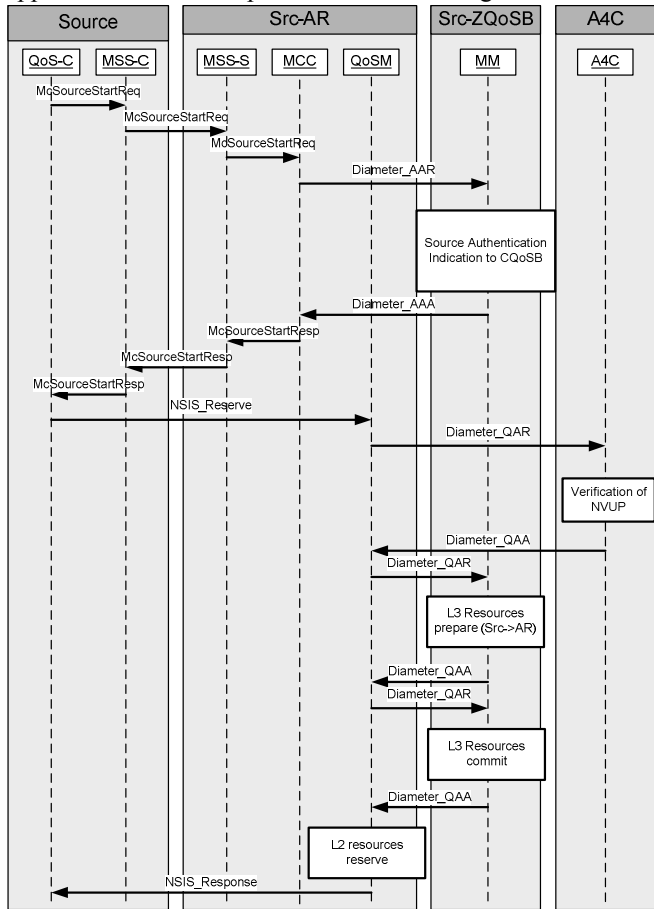 Source
Src-AR
Src-ZQoSB
A4C
QoS-C
MSS-C
MSS-S
MCC
QoSM
MM
A4C
McSourceStartReq
McSourceStartReq
McSourceStartReq
Diameter_AAR
Source Authentication
Indication to CQoSB
Diameter_AAA
McSourceStartResp
McSourceStartResp
McSourceStartResp
NSIS_Reserve
Diameter_QAR
Verification of
NVUP
Diameter_QAA
Diameter_QAR
L3 Resources
prepare (Src->AR)
Diameter_QAA
Diameter_QAR
L3 Resources
commit
Diameter_QAA
L2 resources
reserve
NSIS_Response